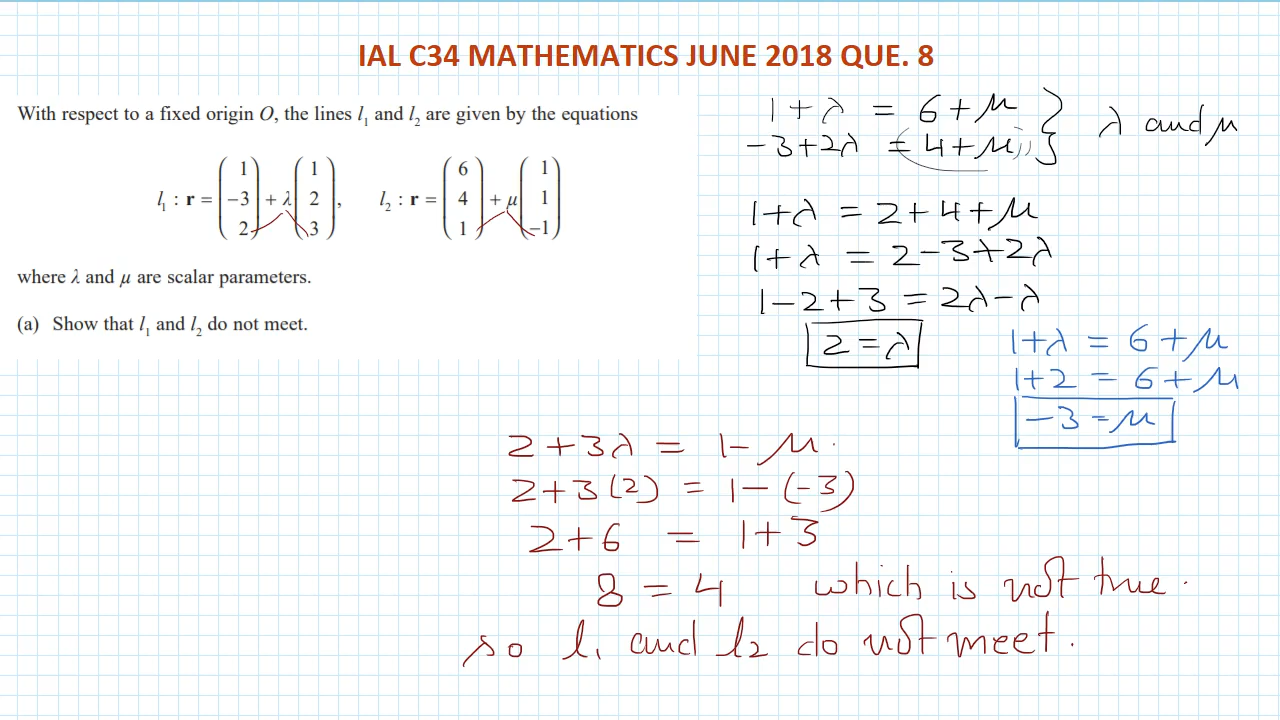 IAL C34 MATHEMATICS JUNE 2018 QUE. 8
With respect to a fixed origin O, the lines l₁ and l₂ are given by the equations
l₁ : r = (1 −3 2) + λ (1 2 3), l₂ : r = (6 4 1) + μ (1 1 −1)
where λ and μ are scalar parameters.
(a) Show that l₁ and l₂ do not meet.
1 + λ = 6 + μ
-3 + 2λ = 4 + μ
} λ and μ
1 + λ = 2 + 4 + μ
1 + λ = 2 - 3 + 2λ
1 - 2 + 3 = 2λ - λ
2 = λ
1 + λ = 6 + μ
1 + 2 = 6 + μ
-3 = μ
2 + 3λ = 1 - μ.
2 + 3(2) = 1 - (-3)
2 + 6 = 1 + 3
8 = 4 which is not true.
so l₁ and l₂ do not meet.